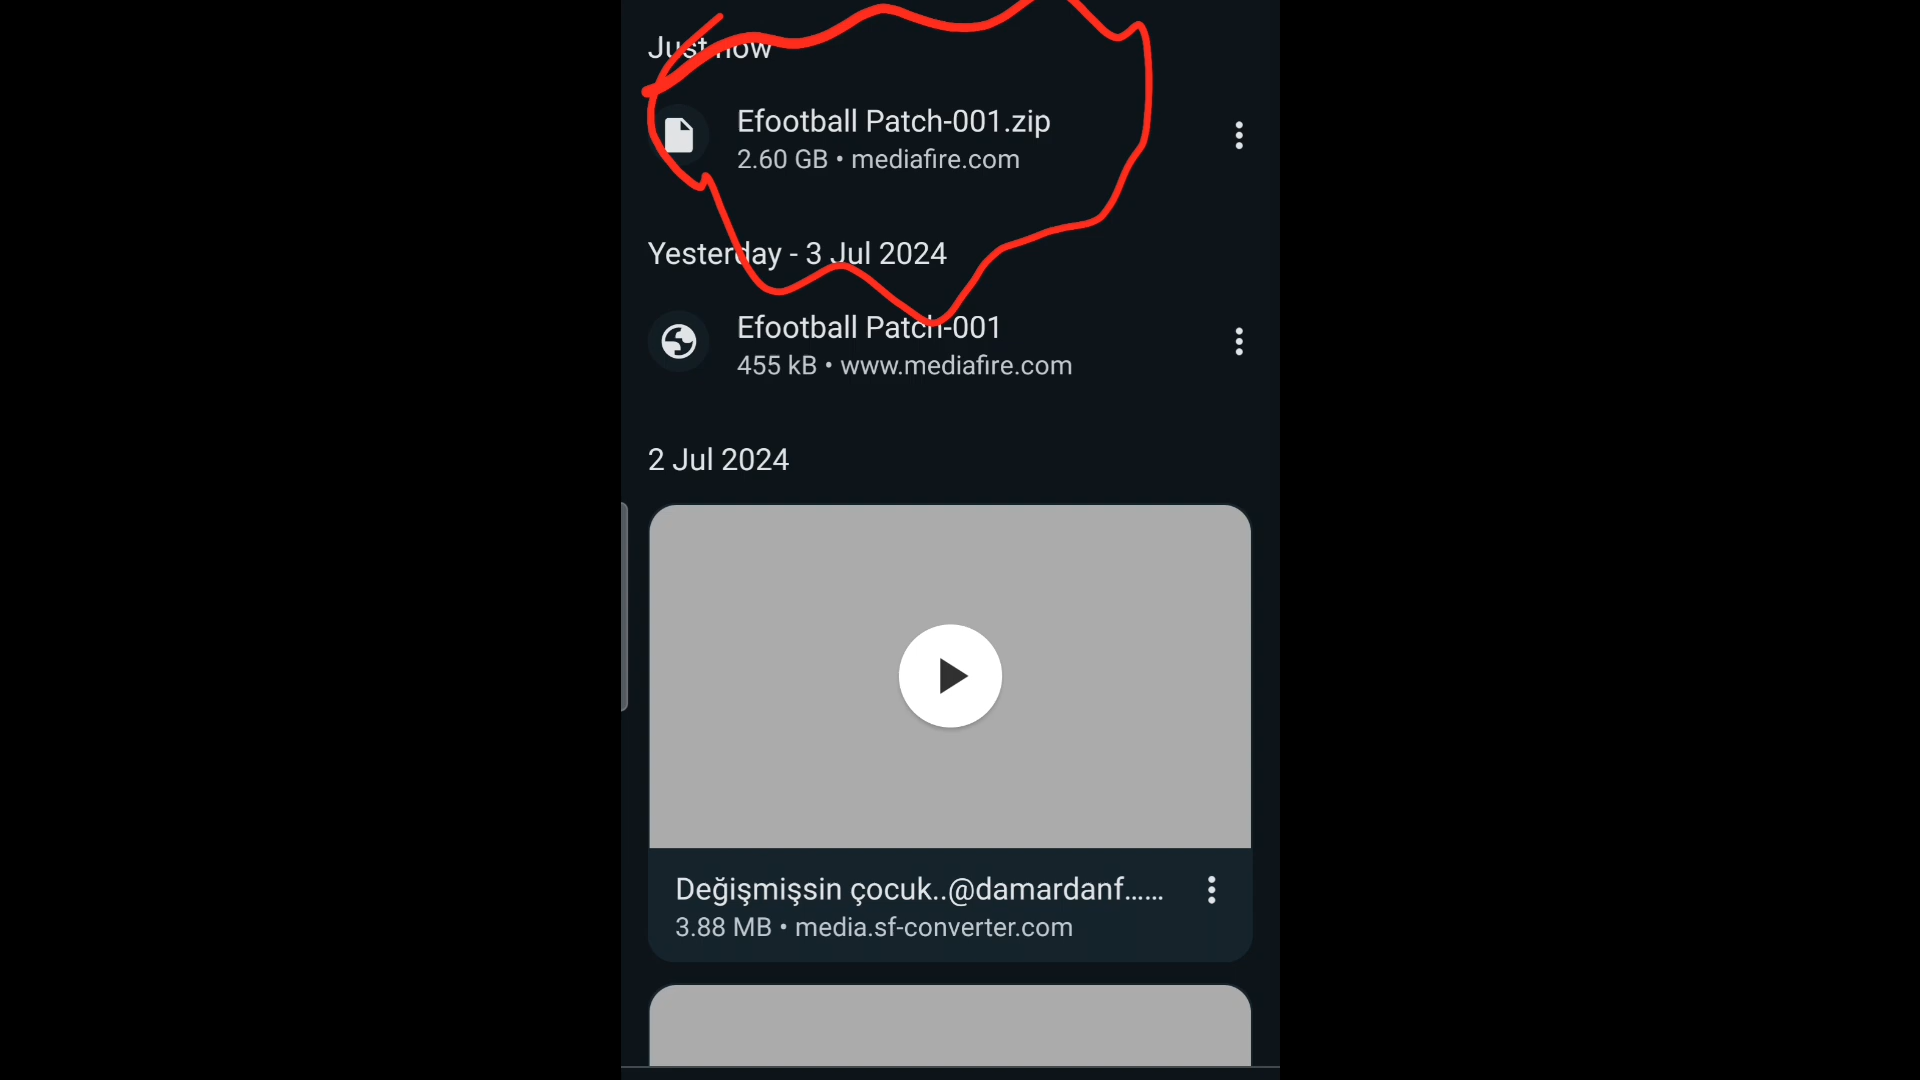 Just now
Efootball Patch-001.zip
2.60 GB • mediafire.com
Yesterday - 3 Jul 2024
Efootball Patch-001
455 kB • www.mediafire.com
2 Jul 2024
Değişmişsin çocuk..@damardanf......
3.88 MB • media.sf-converter.com